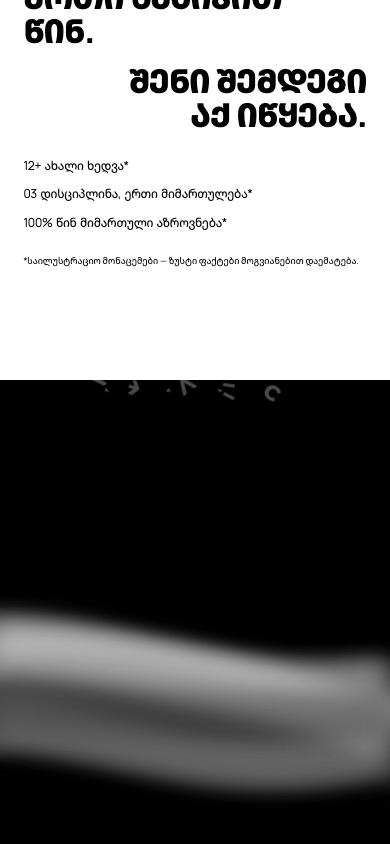 წინ.
შენი შემდეგი
აქ იწყება.
12+ ახალი ხედვა*
03 დისციპლინა, ერთი მიმართულება*
100% წინ მიმართული აზროვნება*
*საილუსტრაციო მონაცემები — ზუსტი ფაქტები მოგვიანებით დაემატება.